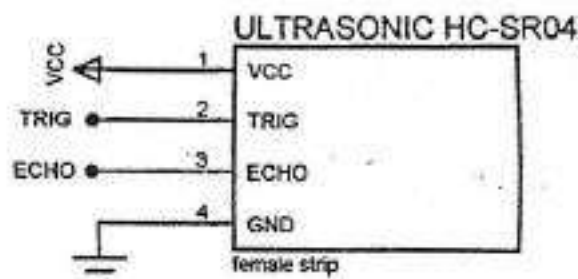 ULTRASONIC HC-SR04
VCC 1 VCC
TRIG 2 TRIG
ECHO 3 ECHO
4 GND
female strip